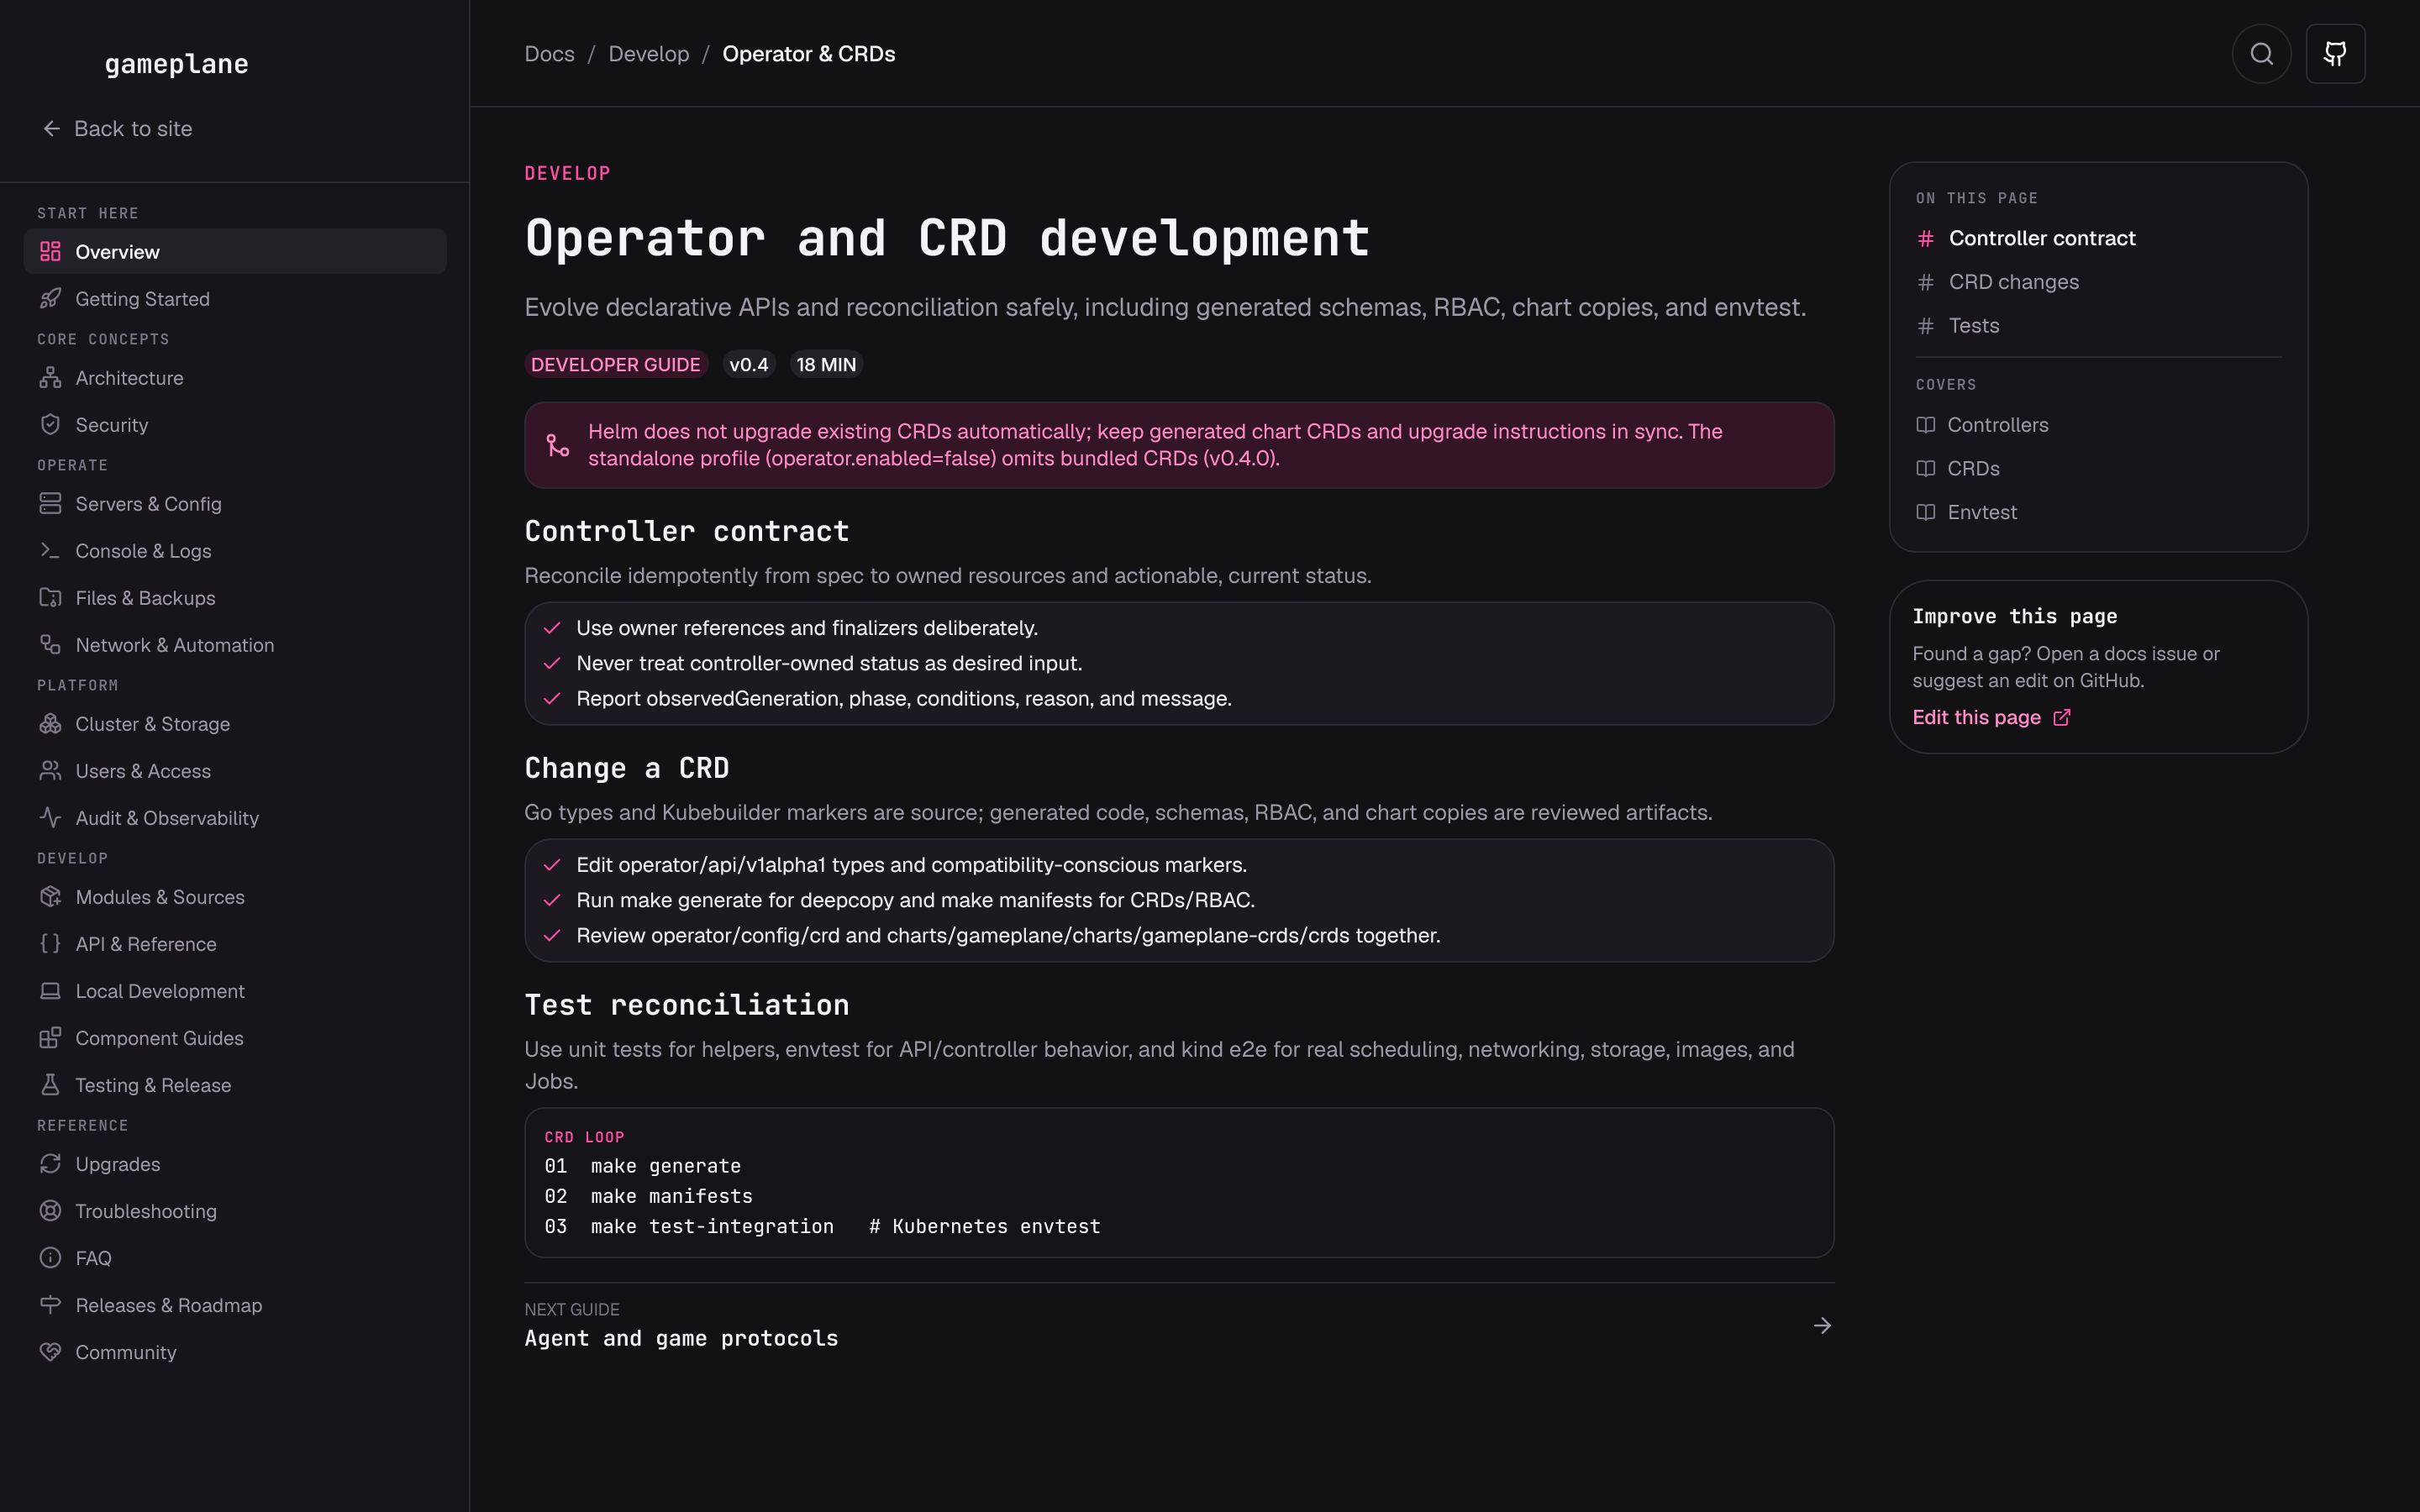 gameplane
Back to site
START HERE
Overview
Getting Started
CORE CONCEPTS
Architecture
Security
OPERATE
Servers & Config
Console & Logs
Files & Backups
Network & Automation
PLATFORM
Cluster & Storage
Users & Access
Audit & Observability
DEVELOP
Modules & Sources
API & Reference
Local Development
Component Guides
Testing & Release
REFERENCE
Upgrades
Troubleshooting
FAQ
Releases & Roadmap
Community
Docs / Develop / Operator & CRDs
DEVELOP
Operator and CRD development
Evolve declarative APIs and reconciliation safely, including generated schemas, RBAC, chart copies, and envtest.
DEVELOPER GUIDE v0.4 18 MIN
Helm does not upgrade existing CRDs automatically; keep generated chart CRDs and upgrade instructions in sync. The
standalone profile (operator.enabled=false) omits bundled CRDs (v0.4.0).
Controller contract
Reconcile idempotently from spec to owned resources and actionable, current status.
Use owner references and finalizers deliberately.
Never treat controller-owned status as desired input.
Report observedGeneration, phase, conditions, reason, and message.
Change a CRD
Go types and Kubebuilder markers are source; generated code, schemas, RBAC, and chart copies are reviewed artifacts.
Edit operator/api/v1alpha1 types and compatibility-conscious markers.
Run make generate for deepcopy and make manifests for CRDs/RBAC.
Review operator/config/crd and charts/gameplane/charts/gameplane-crds/crds together.
Test reconciliation
Use unit tests for helpers, envtest for API/controller behavior, and kind e2e for real scheduling, networking, storage, images, and
Jobs.
CRD LOOP
01 make generate
02 make manifests
03 make test-integration # Kubernetes envtest
NEXT GUIDE
Agent and game protocols
ON THIS PAGE
# Controller contract
# CRD changes
# Tests
COVERS
Controllers
CRDs
Envtest
Improve this page
Found a gap? Open a docs issue or
suggest an edit on GitHub.
Edit this page